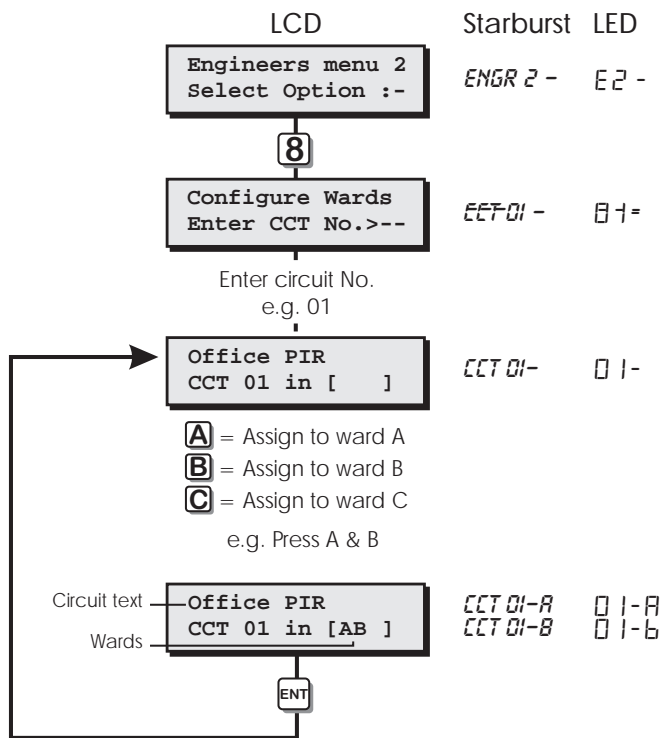 LCD Starburst LED
Engineers menu 2
Select Option :-
ENGR 2 - E2 -
8
Configure Wards
Enter CCT No.>--
Enter circuit No.
e.g. 01
Office PIR
CCT 01 in [ ]
CCT 01- 01-
A = Assign to ward A
B = Assign to ward B
C = Assign to ward C
e.g. Press A & B
Circuit text
Office PIR
CCT 01 in [AB ]
Wards
CCT 01-A 01-A
CCT 01-B 01-b
ENT